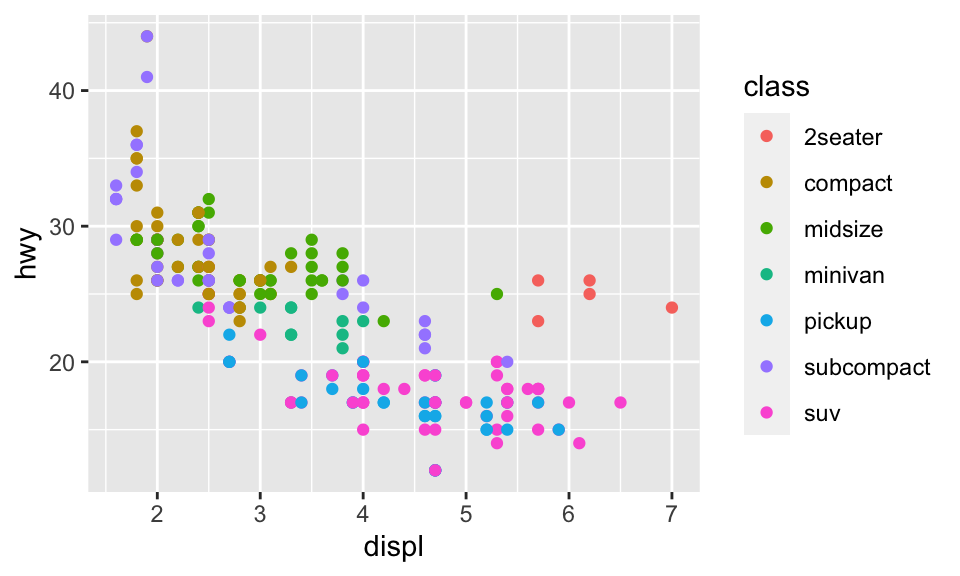 hwy
40
30
20
2 3 4 5 6 7
displ
class
2seater
compact
midsize
minivan
pickup
subcompact
suv